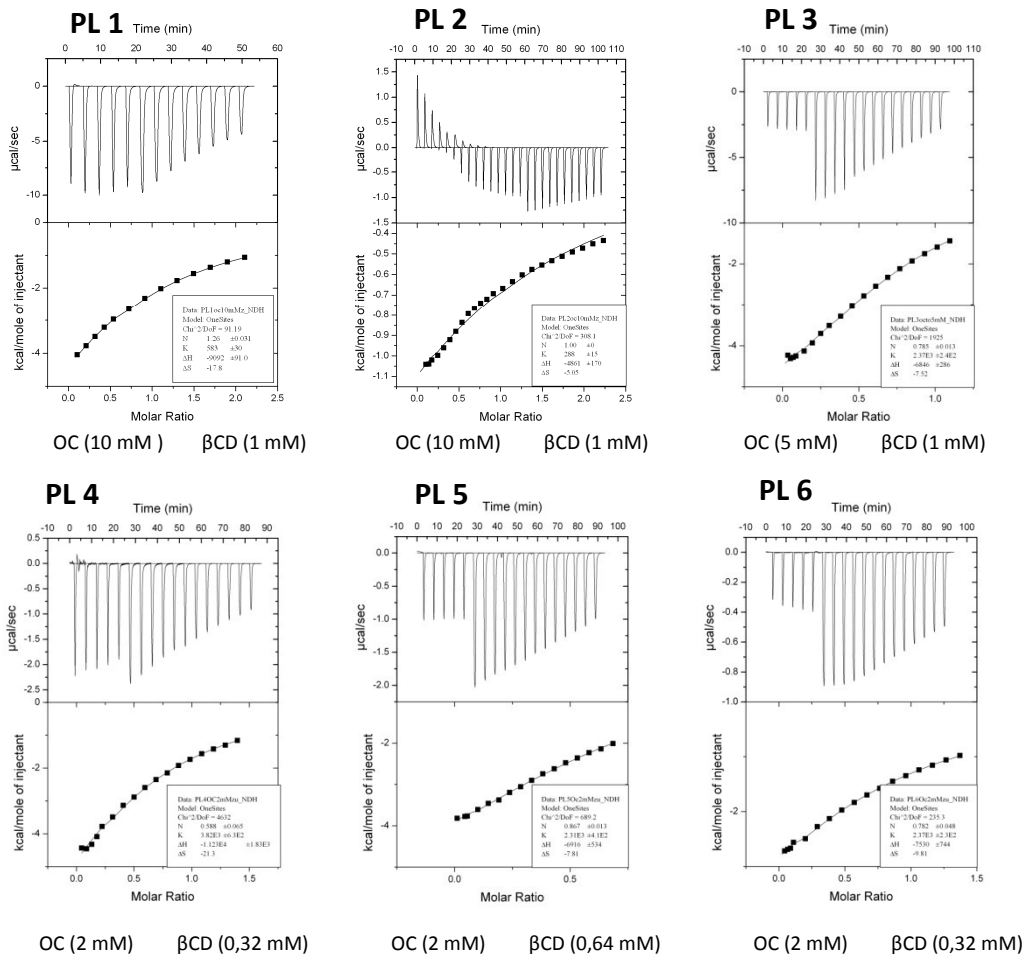 PL 1
Time (min)
0 10 20 30 40 50 60
0
-5
-10
µcal/sec
0
-2
-4
kcal/mole of injectant
Data: PL1oc10mMz_NDH
Model: OneSites
Chi^2/DoF = 91.19
N 1.26 ±0.031
K 583 ±30
ΔH -9092 ±91.0
ΔS -17.8
0.0 0.5 1.0 1.5 2.0 2.5
Molar Ratio
OC (10 mM ) βCD (1 mM)
PL 2
Time (min)
-10 0 10 20 30 40 50 60 70 80 90 100 110
1.5
1.0
0.5
0.0
-0.5
-1.0
-1.5
µcal/sec
-0.4
-0.5
-0.6
-0.7
-0.8
-0.9
-1.0
-1.1
kcal/mole of injectant
Data: PL2oc10mMz_NDH
Model: OneSites
Chi^2/DoF = 308.1
N 1.00 ±0
K 288 ±15
ΔH -4861 ±170
ΔS -5.05
0.0 0.5 1.0 1.5 2.0 2.5
Molar Ratio
OC (10 mM) βCD (1 mM)
PL 3
Time (min)
-10 0 10 20 30 40 50 60 70 80 90 100 110
0
-5
-10
µcal/sec
-2
-4
kcal/mole of injectant
Data: PL3octo5mM_NDH
Model: OneSites
Chi^2/DoF = 1925
N 0.785 ±0.013
K 2.37E3 ±2.4E2
ΔH -6846 ±286
ΔS -7.52
0.0 0.5 1.0
Molar Ratio
OC (5 mM) βCD (1 mM)
PL 4
Time (min)
-10 0 10 20 30 40 50 60 70 80 90
0.5
0.0
-0.5
-1.0
-1.5
-2.0
-2.5
µcal/sec
0
-2
-4
kcal/mole of injectant
Data: PL4OC2mMzu_NDH
Model: OneSites
Chi^2/DoF = 4632
N 0.588 ±0.065
K 3.82E3 ±6.3E2
ΔH -1.123E4 ±1.83E3
ΔS -21.3
0.0 0.5 1.0 1.5
Molar Ratio
OC (2 mM) βCD (0,32 mM)
PL 5
Time (min)
-10 0 10 20 30 40 50 60 70 80 90 100
0.0
-0.5
-1.0
-1.5
-2.0
µcal/sec
-2
-4
kcal/mole of injectant
Model: OneSites
Chi^2/DoF = 689.2
N 0.867 ±0.013
K 2.31E3 ±4.1E2
ΔH -6916 ±534
ΔS -7.81
0.0 0.5
Molar Ratio
OC (2 mM) βCD (0,64 mM)
PL 6
Time (min)
-10 0 10 20 30 40 50 60 70 80 90 100
0.0
-0.2
-0.4
-0.6
-0.8
-1.0
µcal/sec
-2
kcal/mole of injectant
Model: OneSites
Chi^2/DoF = 235.3
N 0.782 ±0.048
K 2.37E3 ±2.3E2
ΔH -7530 ±744
ΔS -9.81
0.0 0.5 1.0 1.5
Molar Ratio
OC (2 mM) βCD (0,32 mM)